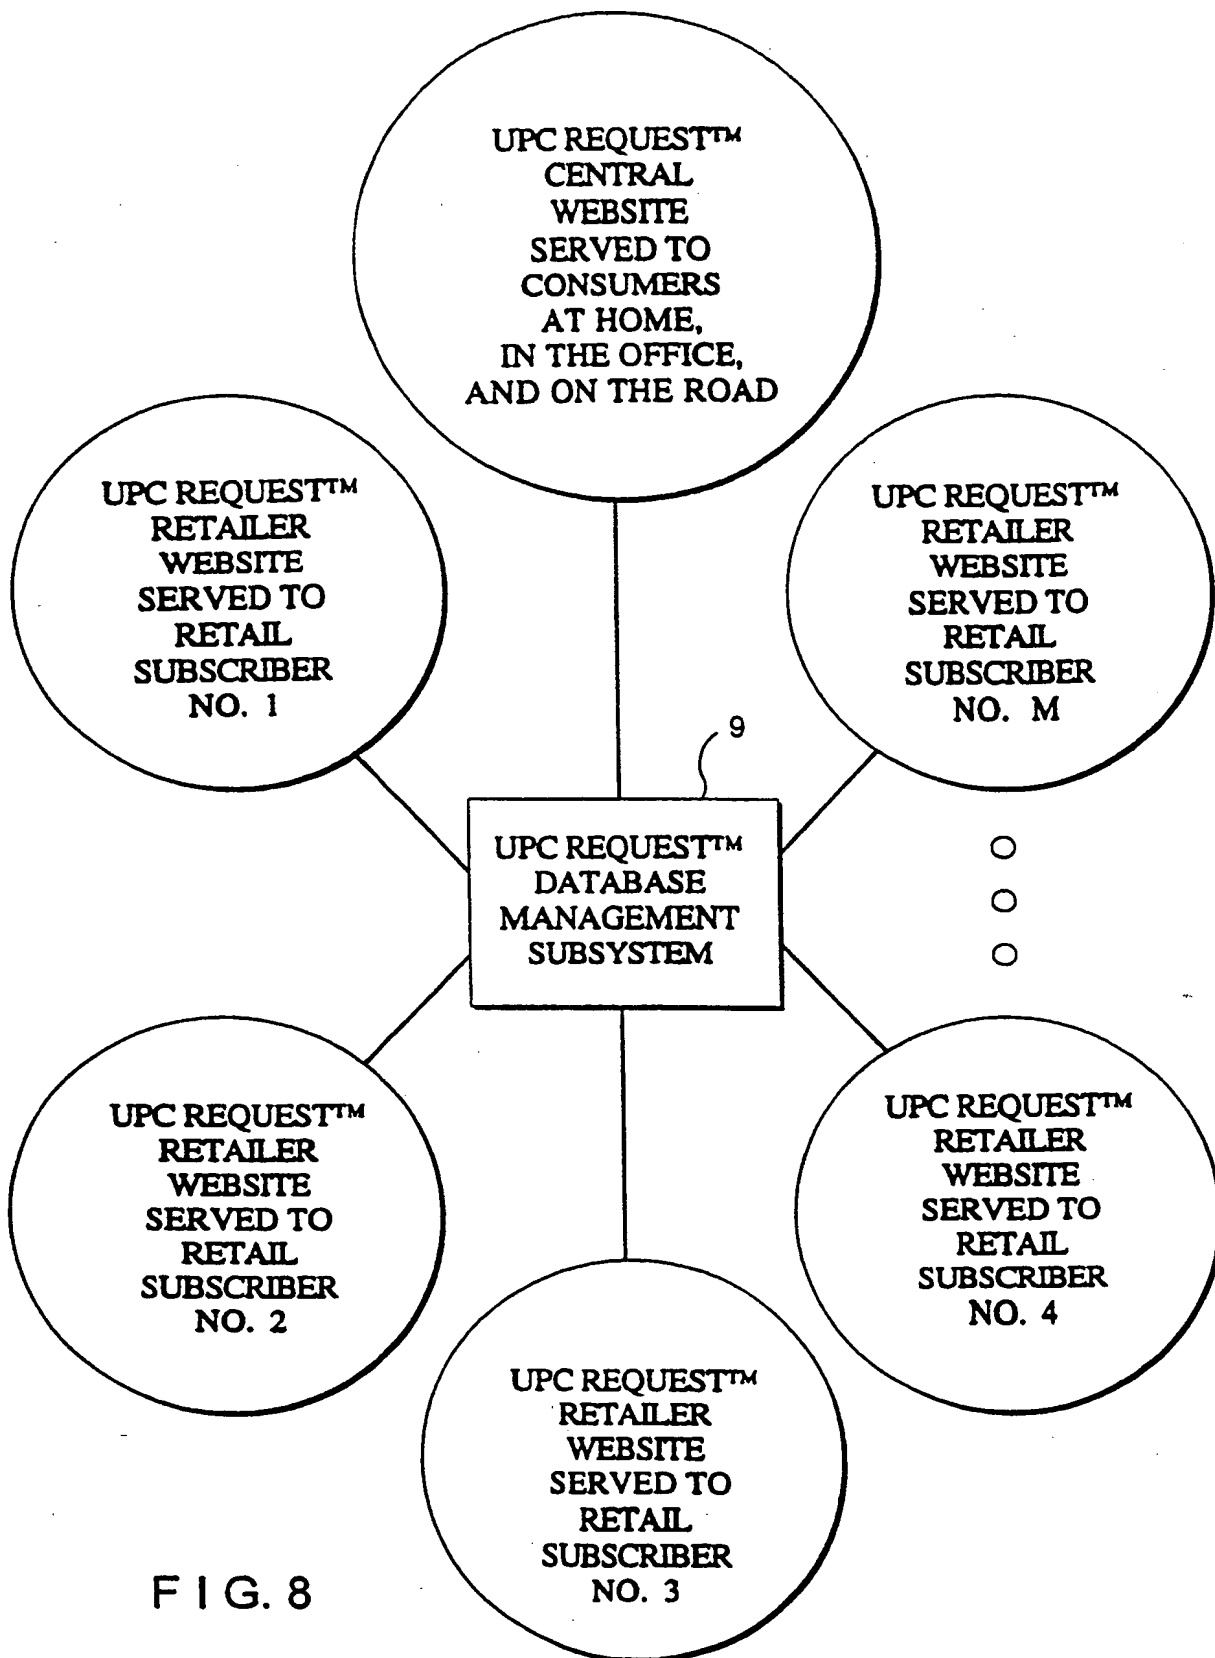 UPC REQUEST™
CENTRAL
WEBSITE
SERVED TO
CONSUMERS
AT HOME,
IN THE OFFICE,
AND ON THE ROAD
UPC REQUEST™
RETAILER
WEBSITE
SERVED TO
RETAIL
SUBSCRIBER
NO. 1
UPC REQUEST™
RETAILER
WEBSITE
SERVED TO
RETAIL
SUBSCRIBER
NO. M
9
UPC REQUEST™
DATABASE
MANAGEMENT
SUBSYSTEM
UPC REQUEST™
RETAILER
WEBSITE
SERVED TO
RETAIL
SUBSCRIBER
NO. 2
UPC REQUEST™
RETAILER
WEBSITE
SERVED TO
RETAIL
SUBSCRIBER
NO. 4
UPC REQUEST™
RETAILER
WEBSITE
SERVED TO
RETAIL
SUBSCRIBER
NO. 3
FIG. 8